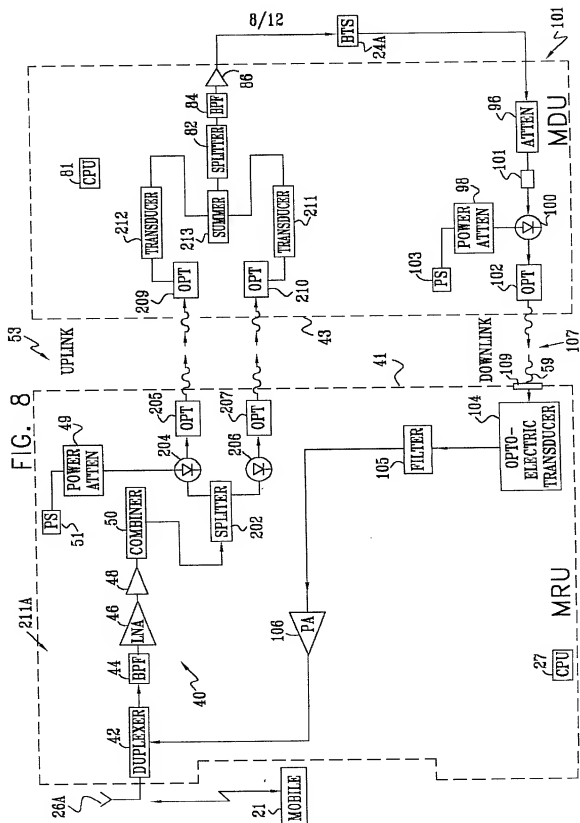 FIG. 8
211A
53
UPLINK
8/12
PS
51
49
POWER
ATTEN
26A
42
DUPLEXER
44
BPF
46
LNA
48
50
COMBINER
40
SPLITER
202
204
205
OPT
206
207
OPT
209
OPT
210
OPT
212
TRANSDUCER
213
SUMMER
211
TRANSDUCER
81
CPU
82
SPLITTER
84
BPF
86
BTS
24A
101
21
MOBILE
27
CPU
MRU
106
PA
105
FILTER
104
OPTO-
ELECTRIC
TRANSDUCER
41
43
DOWNLINK
109
59
107
102
OPT
103
PS
98
POWER
ATTEN
100
101
96
ATTEN
MDU